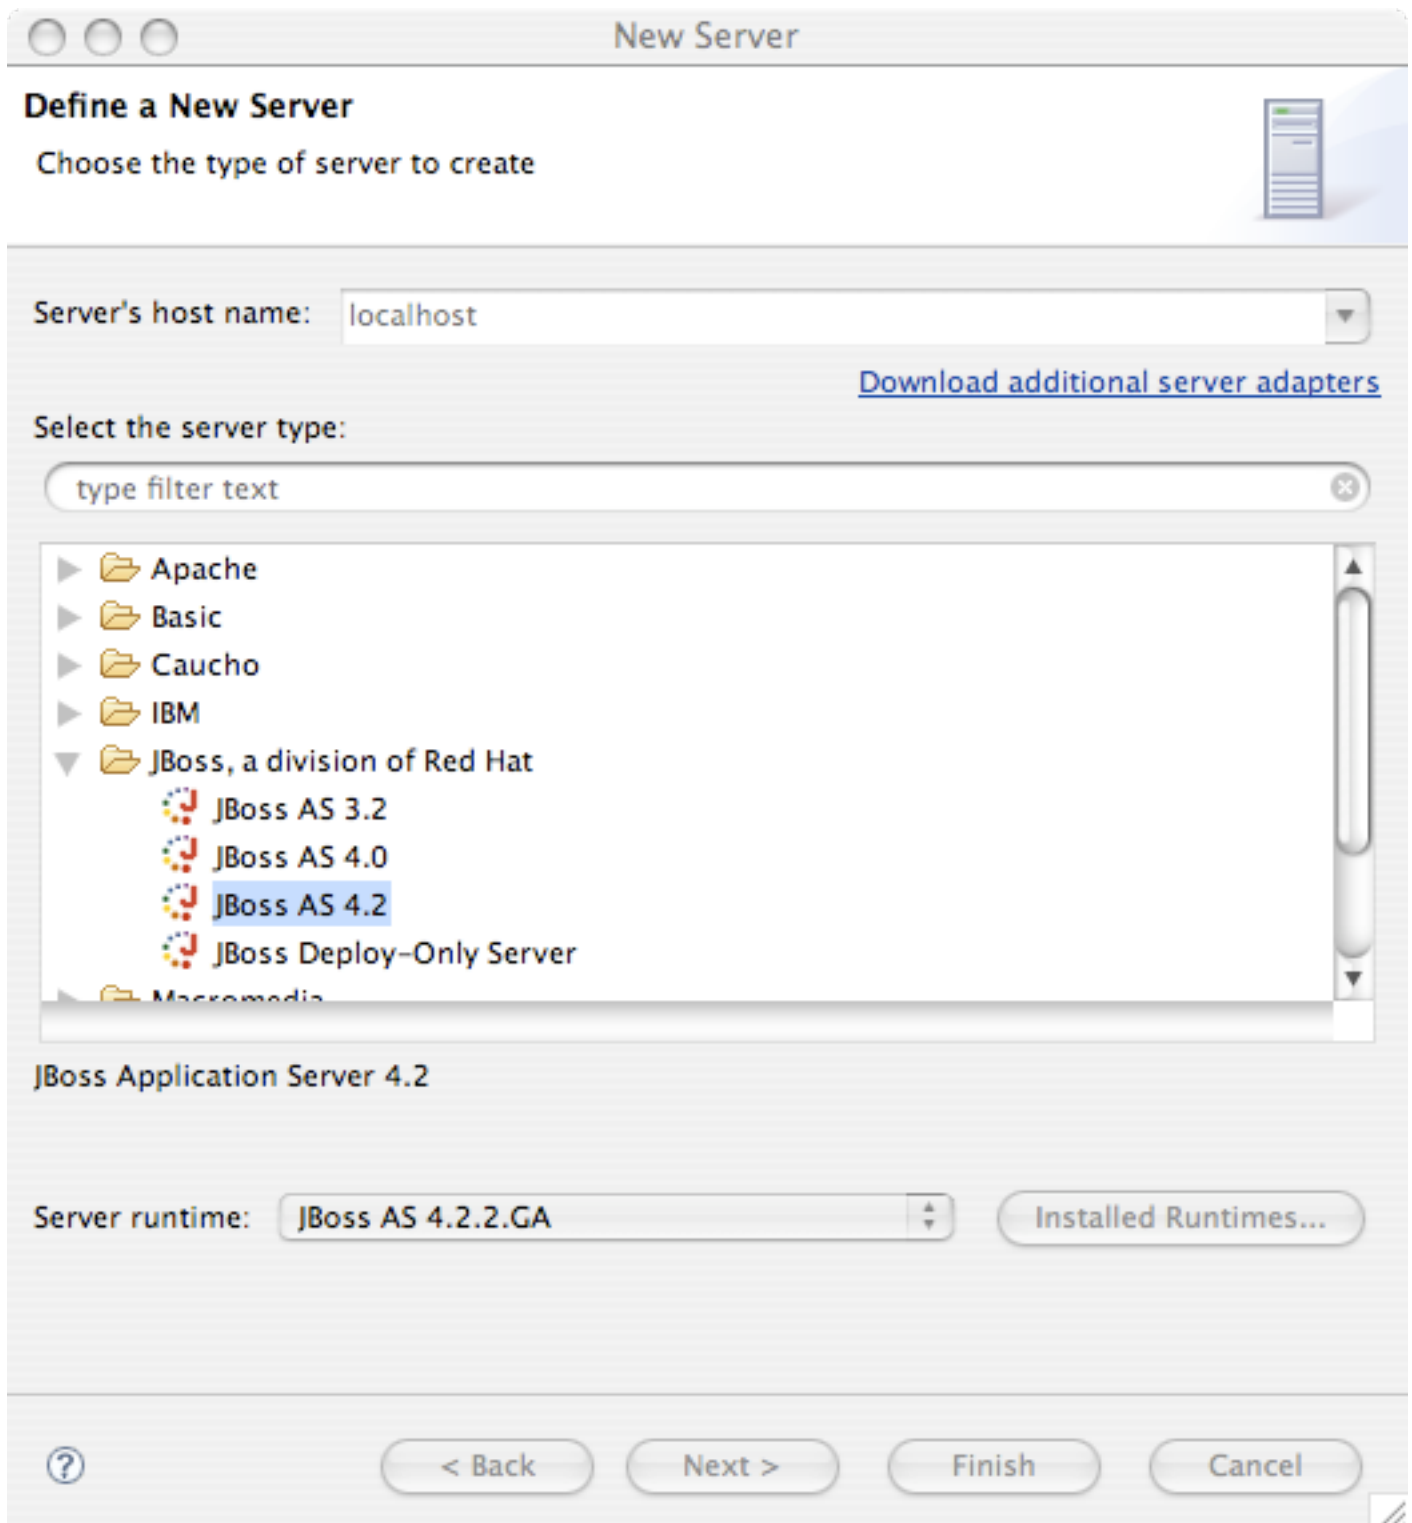 New Server
Define a New Server
Choose the type of server to create
Server's host name: localhost
Download additional server adapters
Select the server type:
type filter text
Apache
Basic
Caucho
IBM
JBoss, a division of Red Hat
JBoss AS 3.2
JBoss AS 4.0
JBoss AS 4.2
JBoss Deploy-Only Server
Macromedia
JBoss Application Server 4.2
Server runtime: JBoss AS 4.2.2.GA Installed Runtimes...
? < Back Next > Finish Cancel